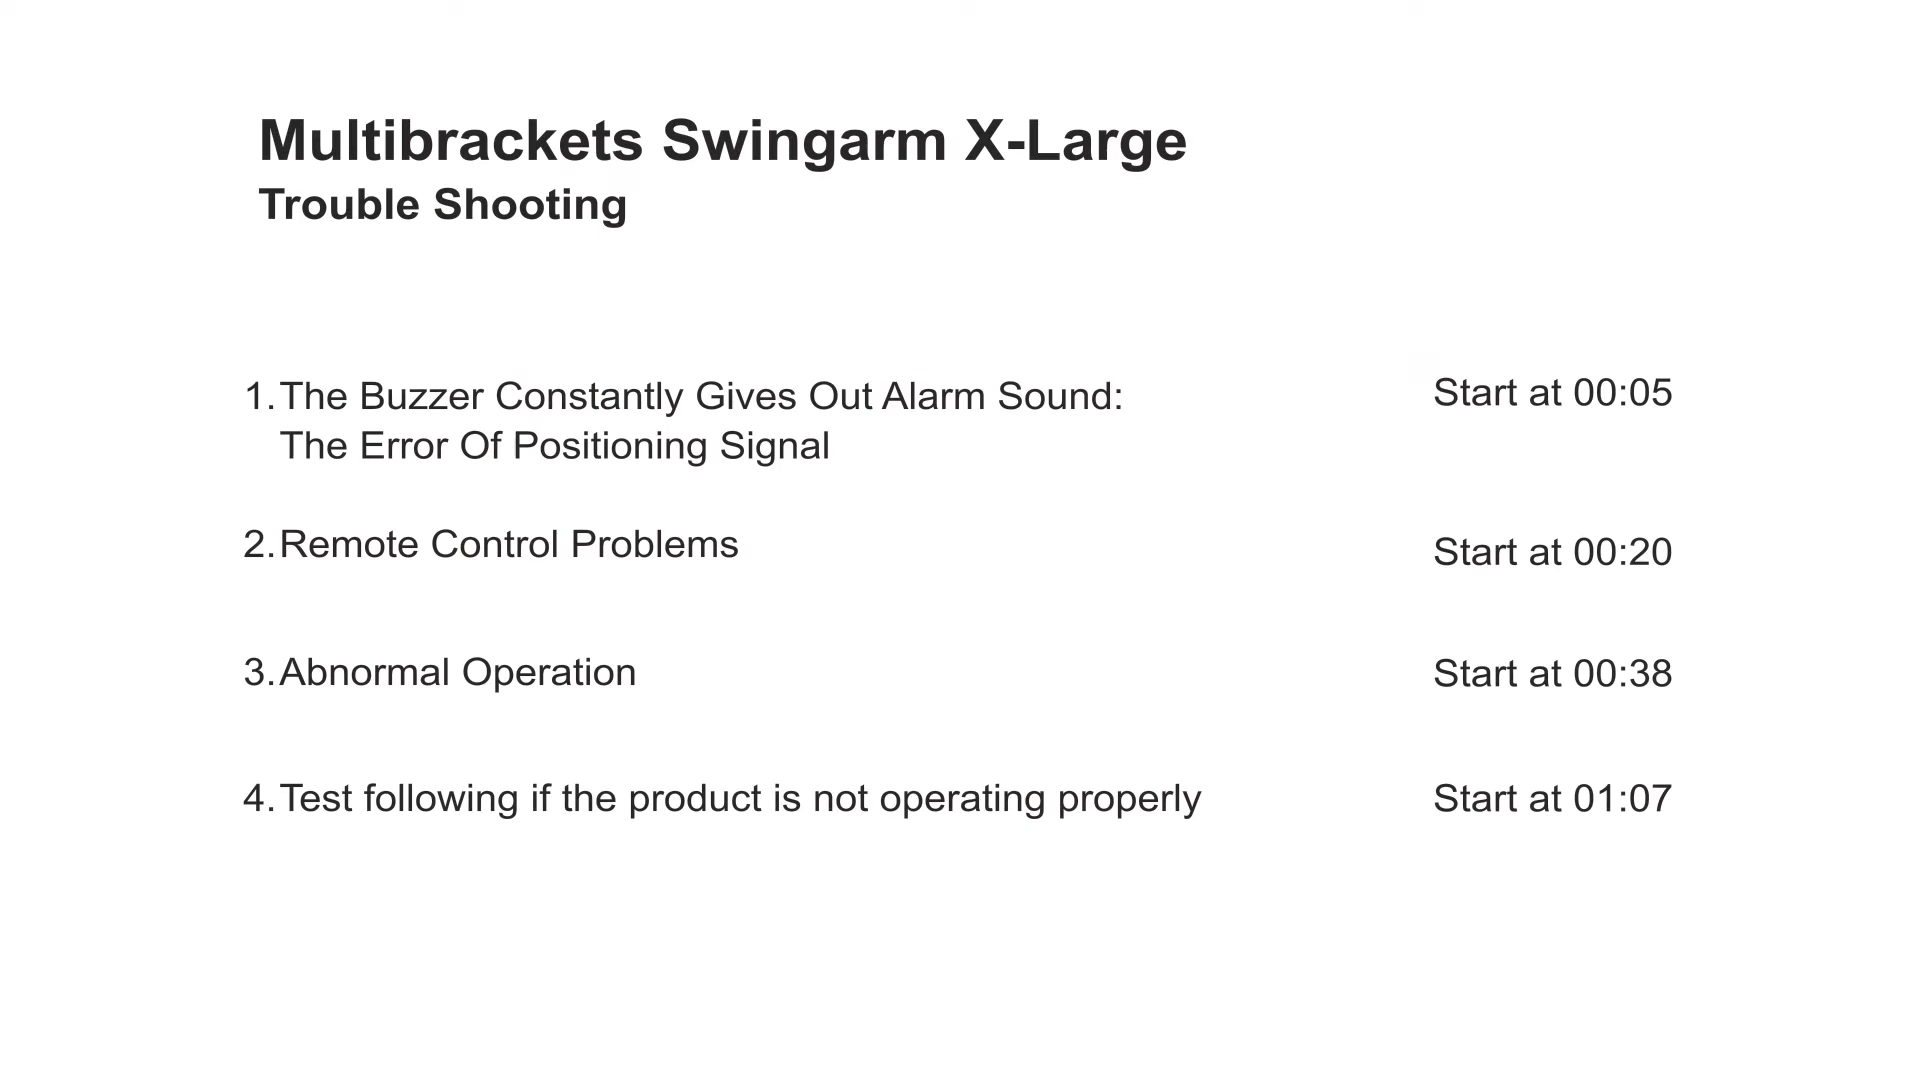 Multibrackets Swingarm X-Large
Trouble Shooting
1. The Buzzer Constantly Gives Out Alarm Sound: Start at 00:05
The Error Of Positioning Signal
2. Remote Control Problems Start at 00:20
3. Abnormal Operation Start at 00:38
4. Test following if the product is not operating properly Start at 01:07